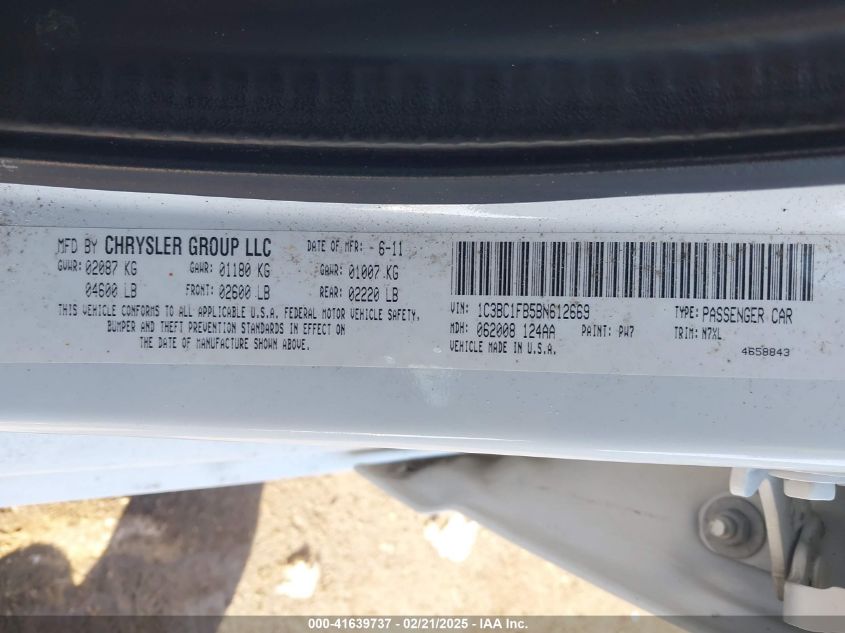 MFD BY CHRYSLER GROUP LLC DATE OF MFR: 6-11
GVWR: 02087 KG GAWR: 01180 KG GAWR: 01007 KG
04600 LB FRONT: 02600 LB REAR: 02220 LB
THIS VEHICLE CONFORMS TO ALL APPLICABLE U.S.A. FEDERAL MOTOR VEHICLE SAFETY,
BUMPER AND THEFT PREVENTION STANDARDS IN EFFECT ON
THE DATE OF MANUFACTURE SHOWN ABOVE.
VIN: 1C3BC1FB5BN612669 TYPE: PASSENGER CAR
MDH: 062008 124AA PAINT: PW7 TRIM: N7XL
VEHICLE MADE IN U.S.A. 4658843
000-41639737 - 02/21/2025 - IAA Inc.